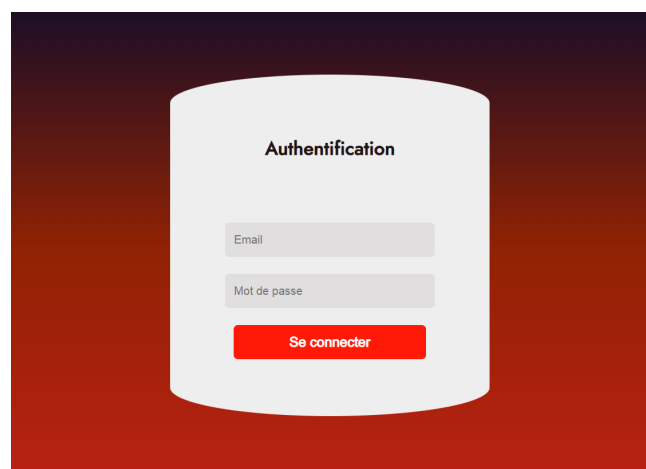 Authentification
Email
Mot de passe
Se connecter